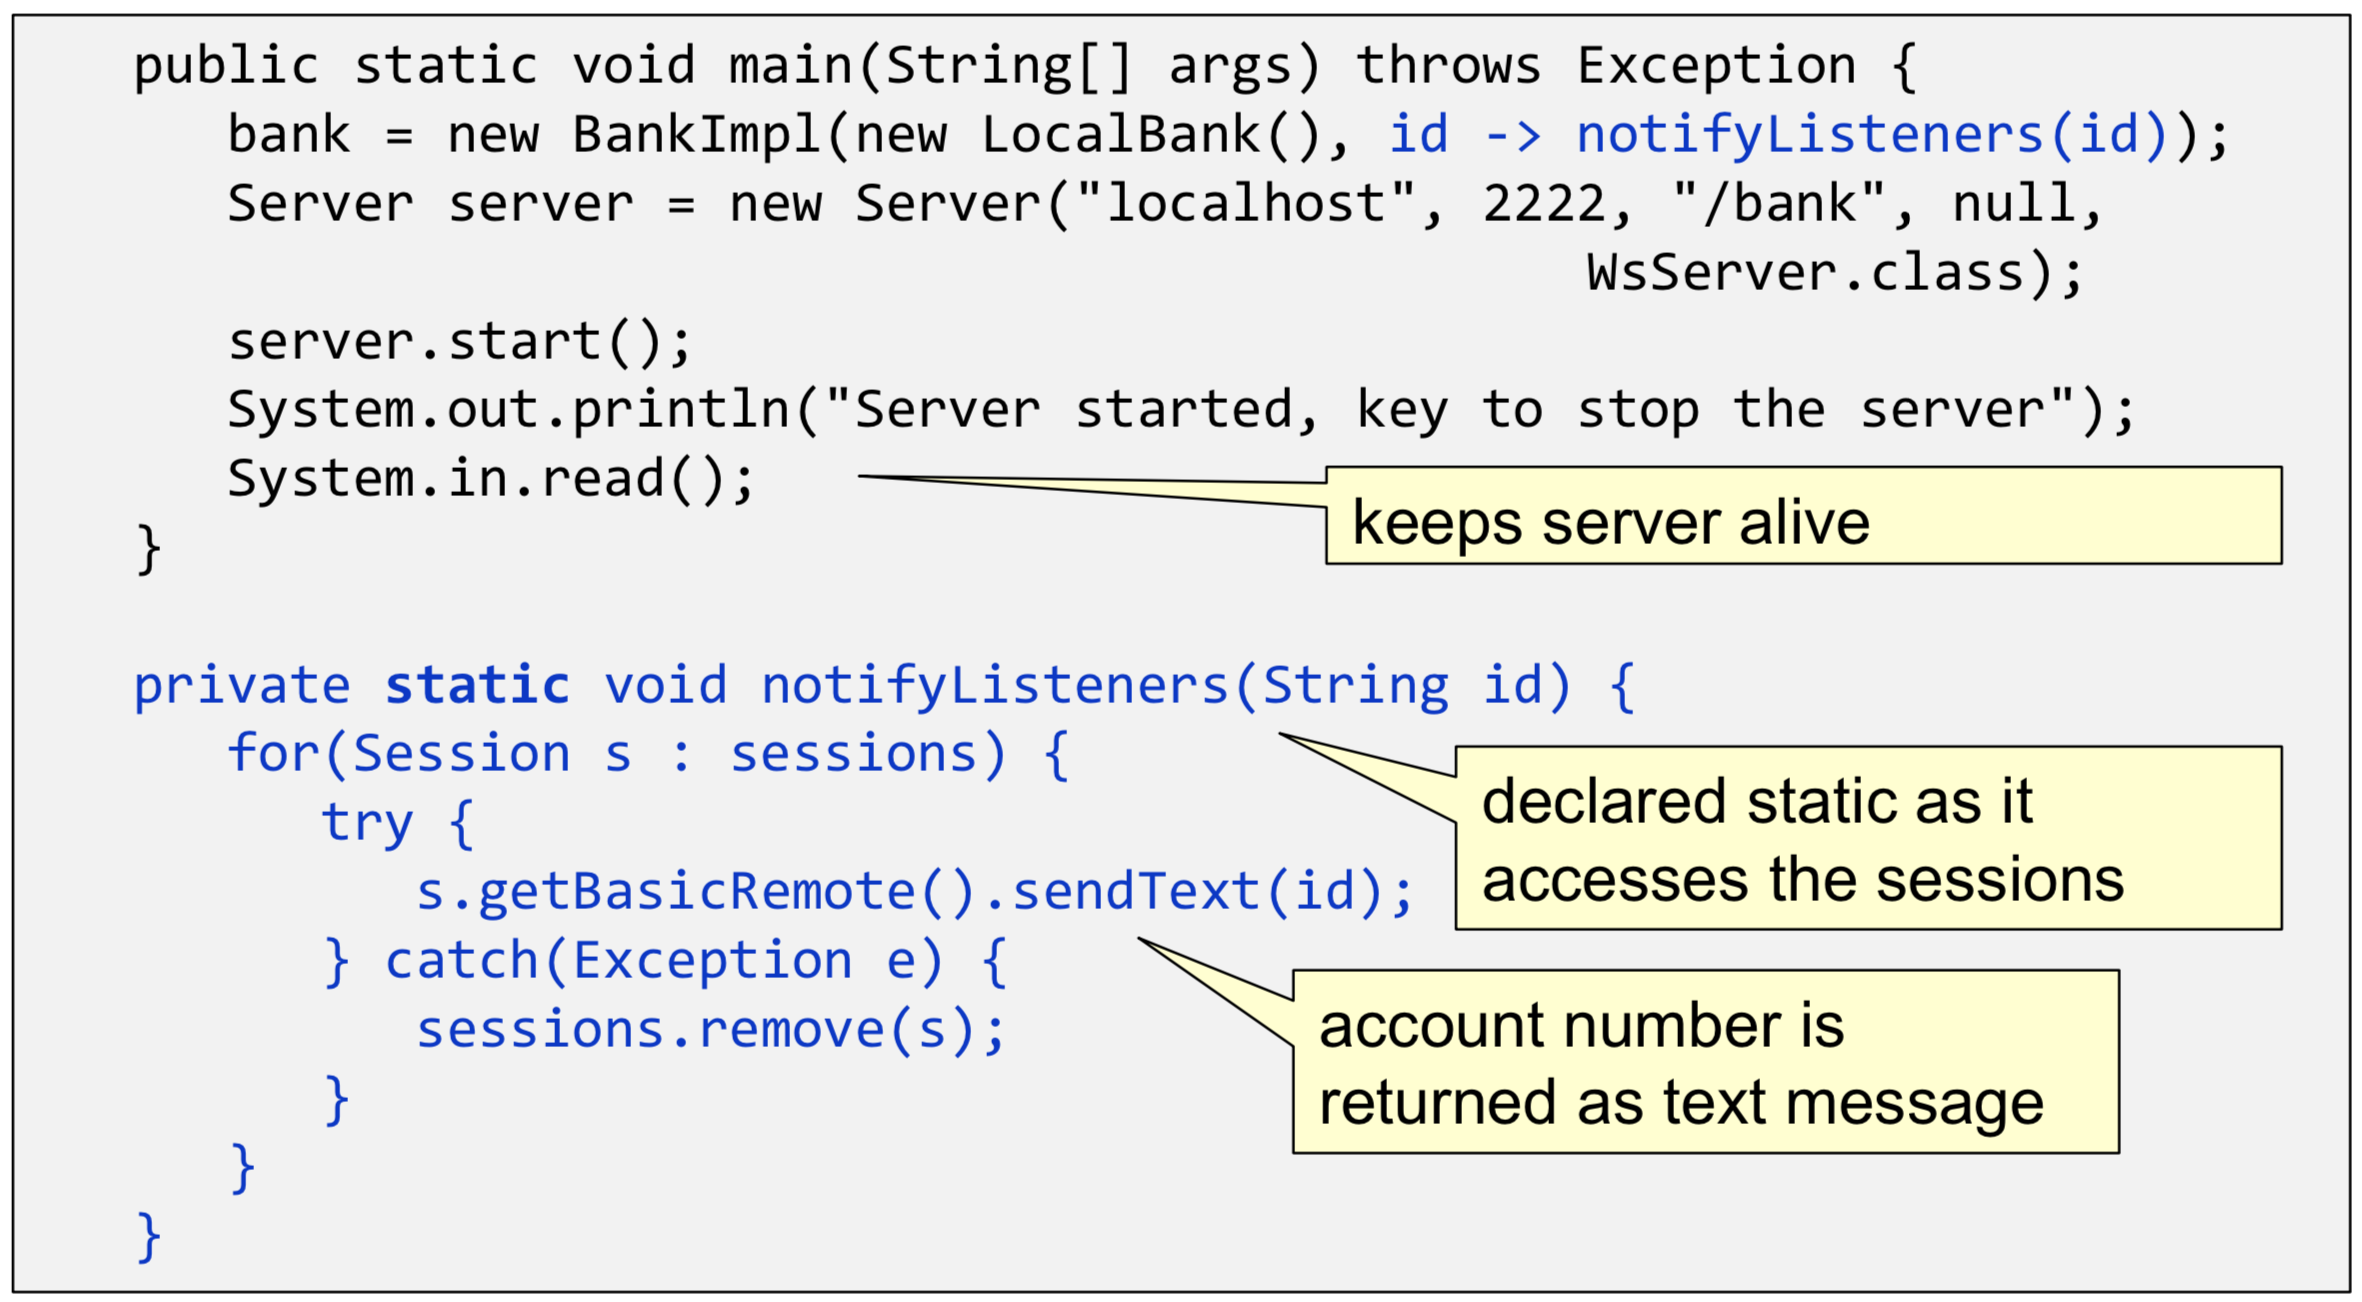 public static void main(String[] args) throws Exception {
bank = new BankImpl(new LocalBank(), id -> notifyListeners(id));
Server server = new Server("localhost", 2222, "/bank", null,
WsServer.class);
server.start();
System.out.println("Server started, key to stop the server");
System.in.read();
keeps server alive
}
private static void notifyListeners(String id) {
for(Session s : sessions) {
try {
declared static as it
accesses the sessions
s.getBasicRemote().sendText(id);
} catch(Exception e) {
sessions.remove(s);
account number is
returned as text message
}
}
}